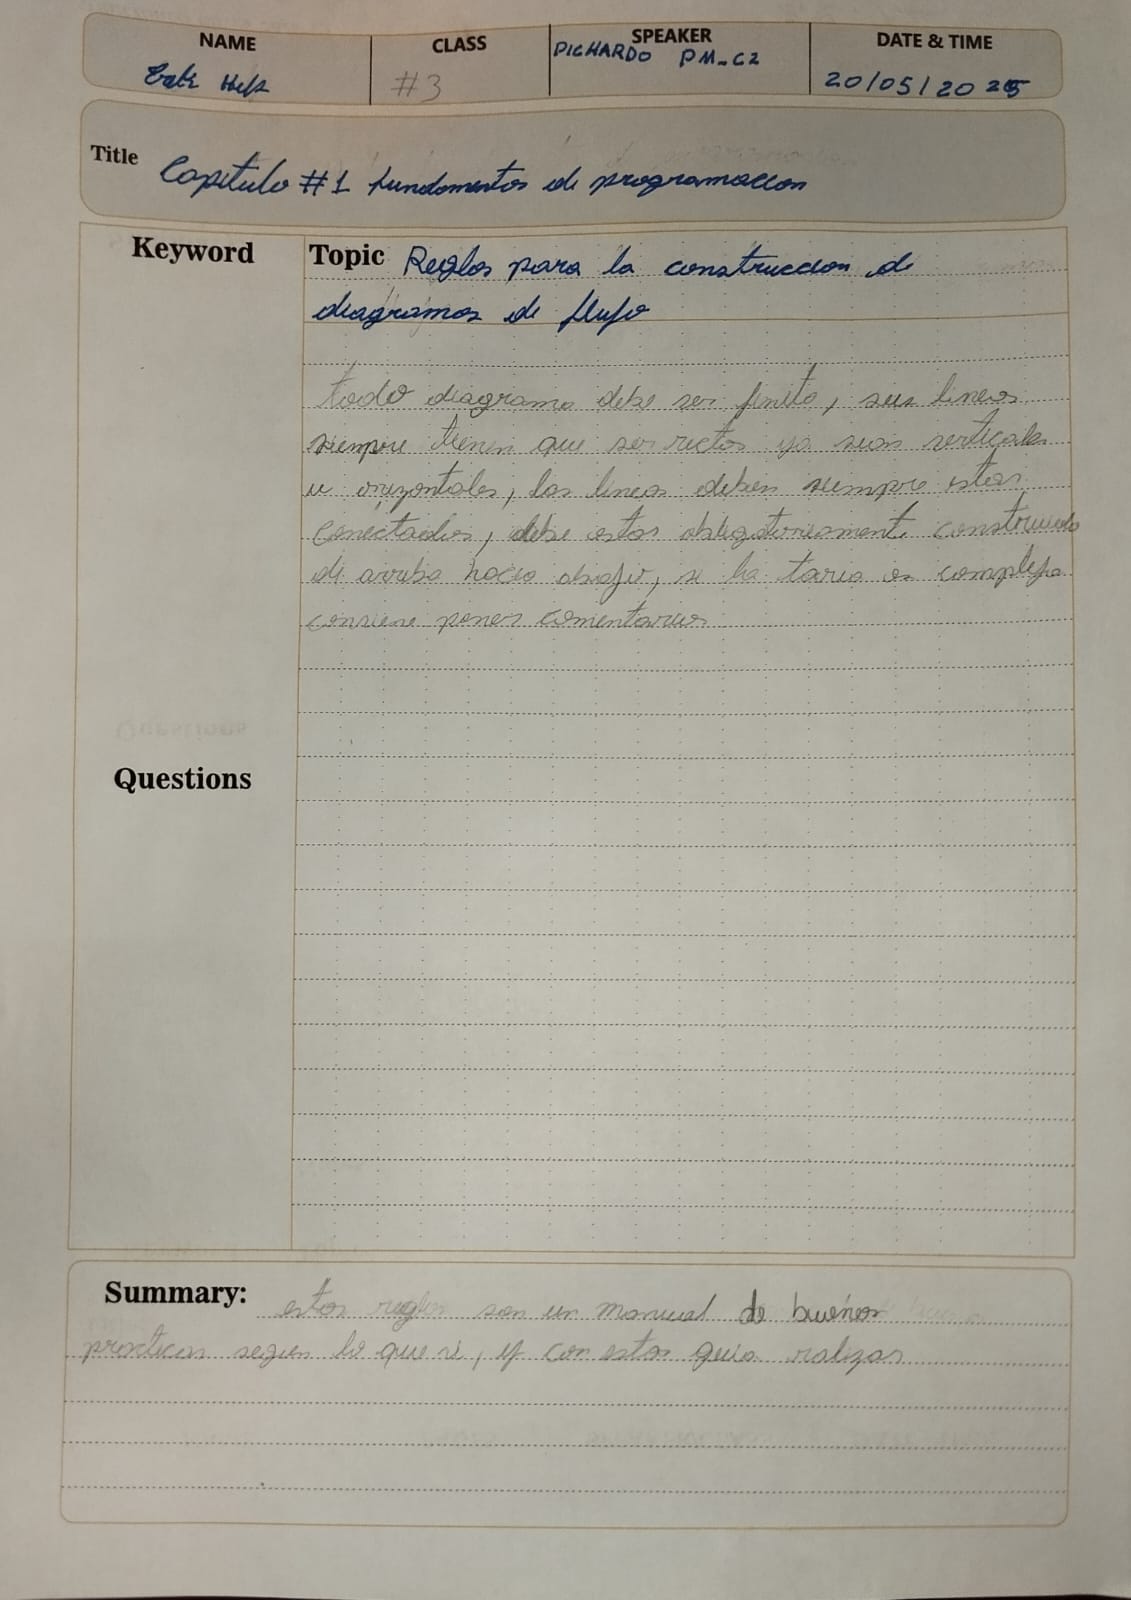 NAME CLASS SPEAKER DATE & TIME
#3 PICHARDO PM-C2 20/05/2025
Title Capitulo #1 fundamentos de programacion
Keyword Topic Reglas para la construccion de
diagramas de flujo
todo diagrama debe ser finito, sus lineas
siempre tienen que ser rectas ya sean verticales
u orizontales, las lineas deben siempre estar
conectadas, debe estar obligatoriamente construido
de arriba hacia abajo, si la tarea es compleja
conviene poner comentarios
Questions
Summary: estas reglas son un manual de buenas
practicas segun lo que vi, y con esta guia realizar